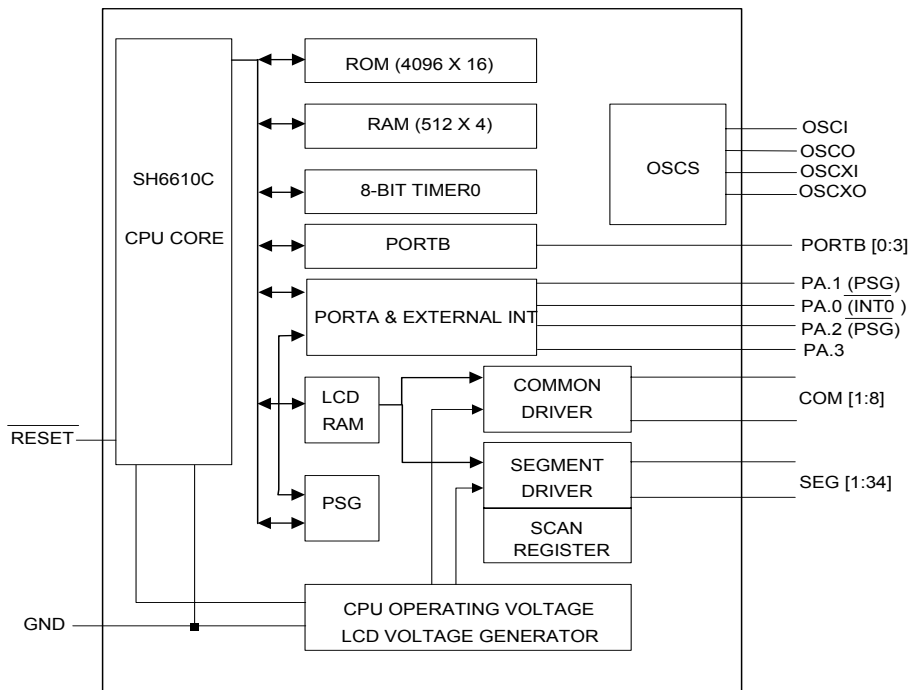 ROM (4096 X 16)
RAM (512 X 4)
SH6610C
CPU CORE
8-BIT TIMER0
PORTB
PORTA & EXTERNAL INT
LCD
RAM
PSG
COMMON
DRIVER
SEGMENT
DRIVER
SCAN
REGISTER
CPU OPERATING VOLTAGE
LCD VOLTAGE GENERATOR
OSCS
OSCI
OSCO
OSCXI
OSCXO
PORTB [0:3]
PA.1 (PSG)
PA.0 (INT0 )
PA.2 (PSG)
PA.3
COM [1:8]
SEG [1:34]
RESET
GND